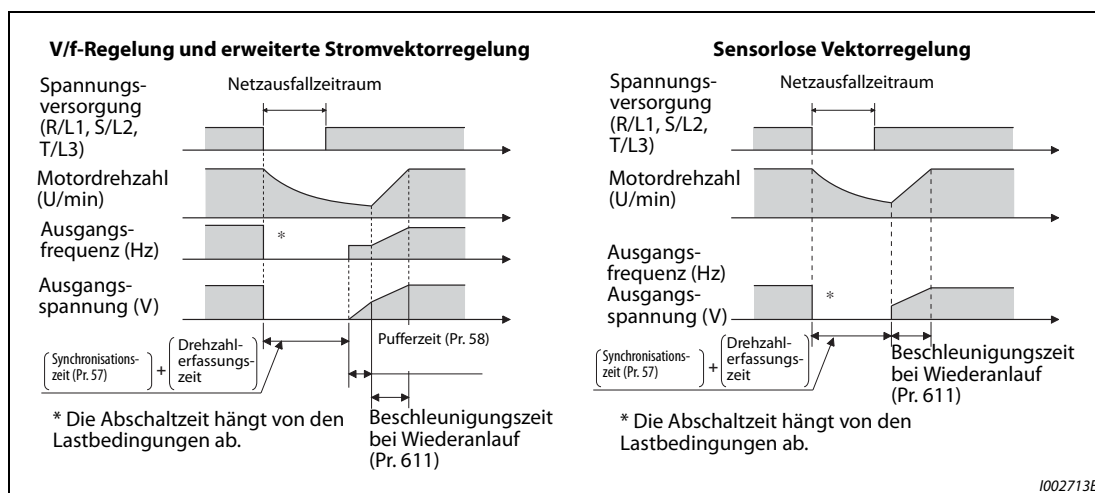 V/f-Regelung und erweiterte Stromvektorregelung
Spannungs-
versorgung
(R/L1, S/L2,
T/L3)
Netzausfallzeitraum
Motordrehzahl
(U/min)
Ausgangs-
frequenz (Hz)
*
Ausgangs-
spannung (V)
Pufferzeit (Pr. 58)
Synchronisations-
zeit (Pr. 57)
+
Drehzahl-
erfassungs-
zeit
* Die Abschaltzeit hängt von den
Lastbedingungen ab.
Beschleunigungszeit
bei Wiederanlauf
(Pr. 611)
Sensorlose Vektorregelung
Spannungs-
versorgung
(R/L1, S/L2,
T/L3)
Netzausfallzeitraum
Motordrehzahl
(U/min)
Ausgangs-
frequenz (Hz)
Ausgangs-
spannung (V)
*
Synchronisations-
zeit (Pr. 57)
+
Drehzahl-
erfassungs-
zeit
Beschleunigungszeit
bei Wiederanlauf
(Pr. 611)
* Die Abschaltzeit hängt von den
Lastbedingungen ab.
I002713E